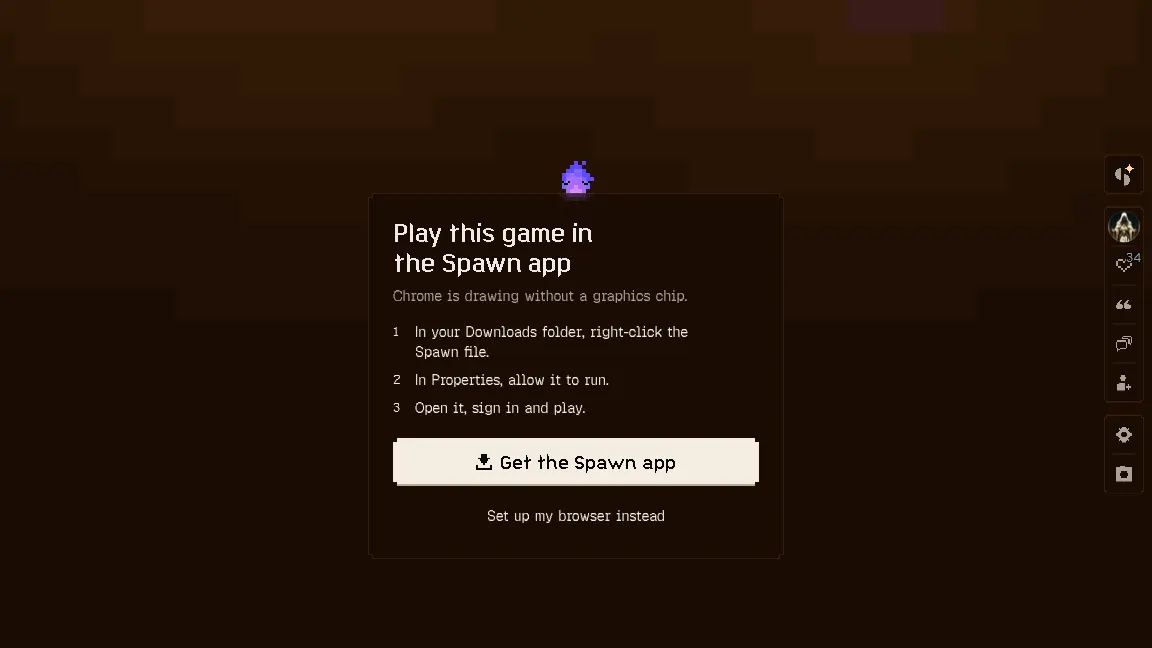 Play this game in
the Spawn app
Chrome is drawing without a graphics chip.
1 In your Downloads folder, right-click the
Spawn file.
2 In Properties, allow it to run.
3 Open it, sign in and play.
Get the Spawn app
Set up my browser instead
34